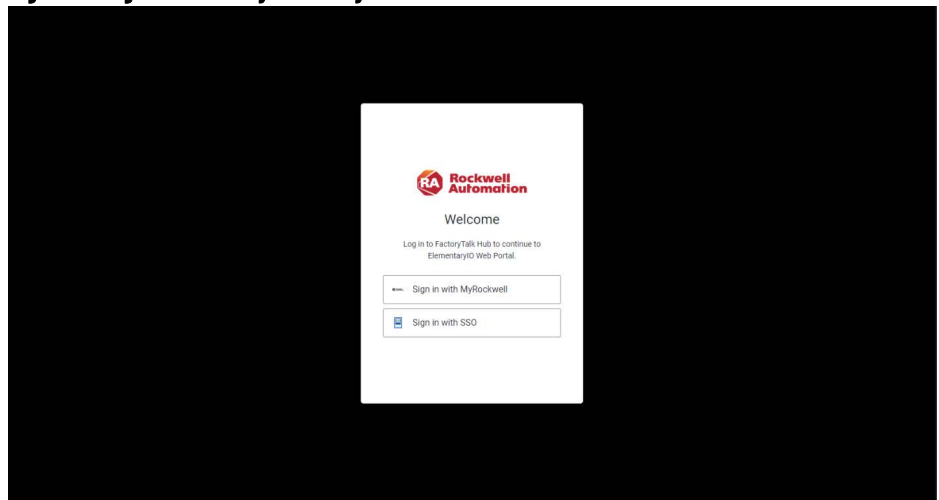 RA
Rockwell
Automation
Welcome
Log in to FactoryTalk Hub to continue to
ElementaryIO Web Portal.
Sign in with MyRockwell
Sign in with SSO